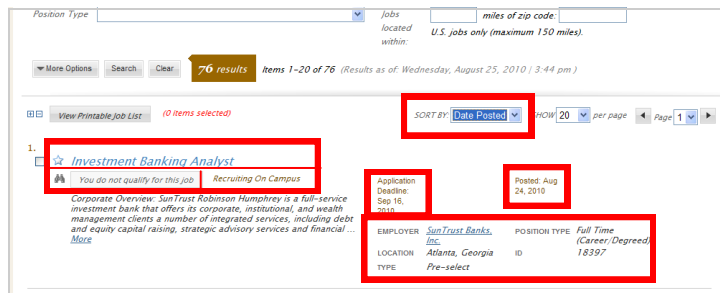 Position Type
Jobs located within:
miles of zip code:
U.S. jobs only (maximum 150 miles).
More Options Search Clear 76 results Items 1-20 of 76 (Results as of: Wednesday, August 25, 2010 | 3:44 pm )
View Printable Job List (0 items selected) SORT BY: Date Posted SHOW 20 per page Page 1
1.
Investment Banking Analyst
You do not qualify for this job Recruiting On Campus
Corporate Overview: SunTrust Robinson Humphrey is a full-service
investment bank that offers its corporate, institutional, and wealth
management clients a number of integrated services, including debt
and equity capital raising, strategic advisory services and financial ...
More
Application
Deadline:
Sep 16,
2010
Posted: Aug
24, 2010
EMPLOYER SunTrust Banks, Inc.
POSITION TYPE Full Time (Career/Degreed)
LOCATION Atlanta, Georgia ID 18397
TYPE Pre-select